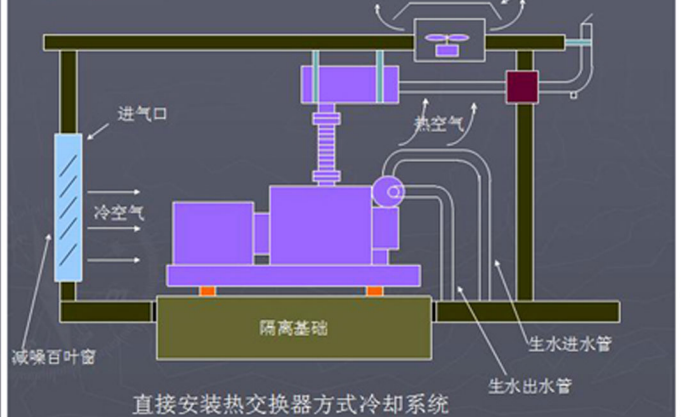 进气口
热空气
冷空气
隔离基础
生水进水管
减噪百叶窗
生水出水管
直接安装热交换器方式冷却系统